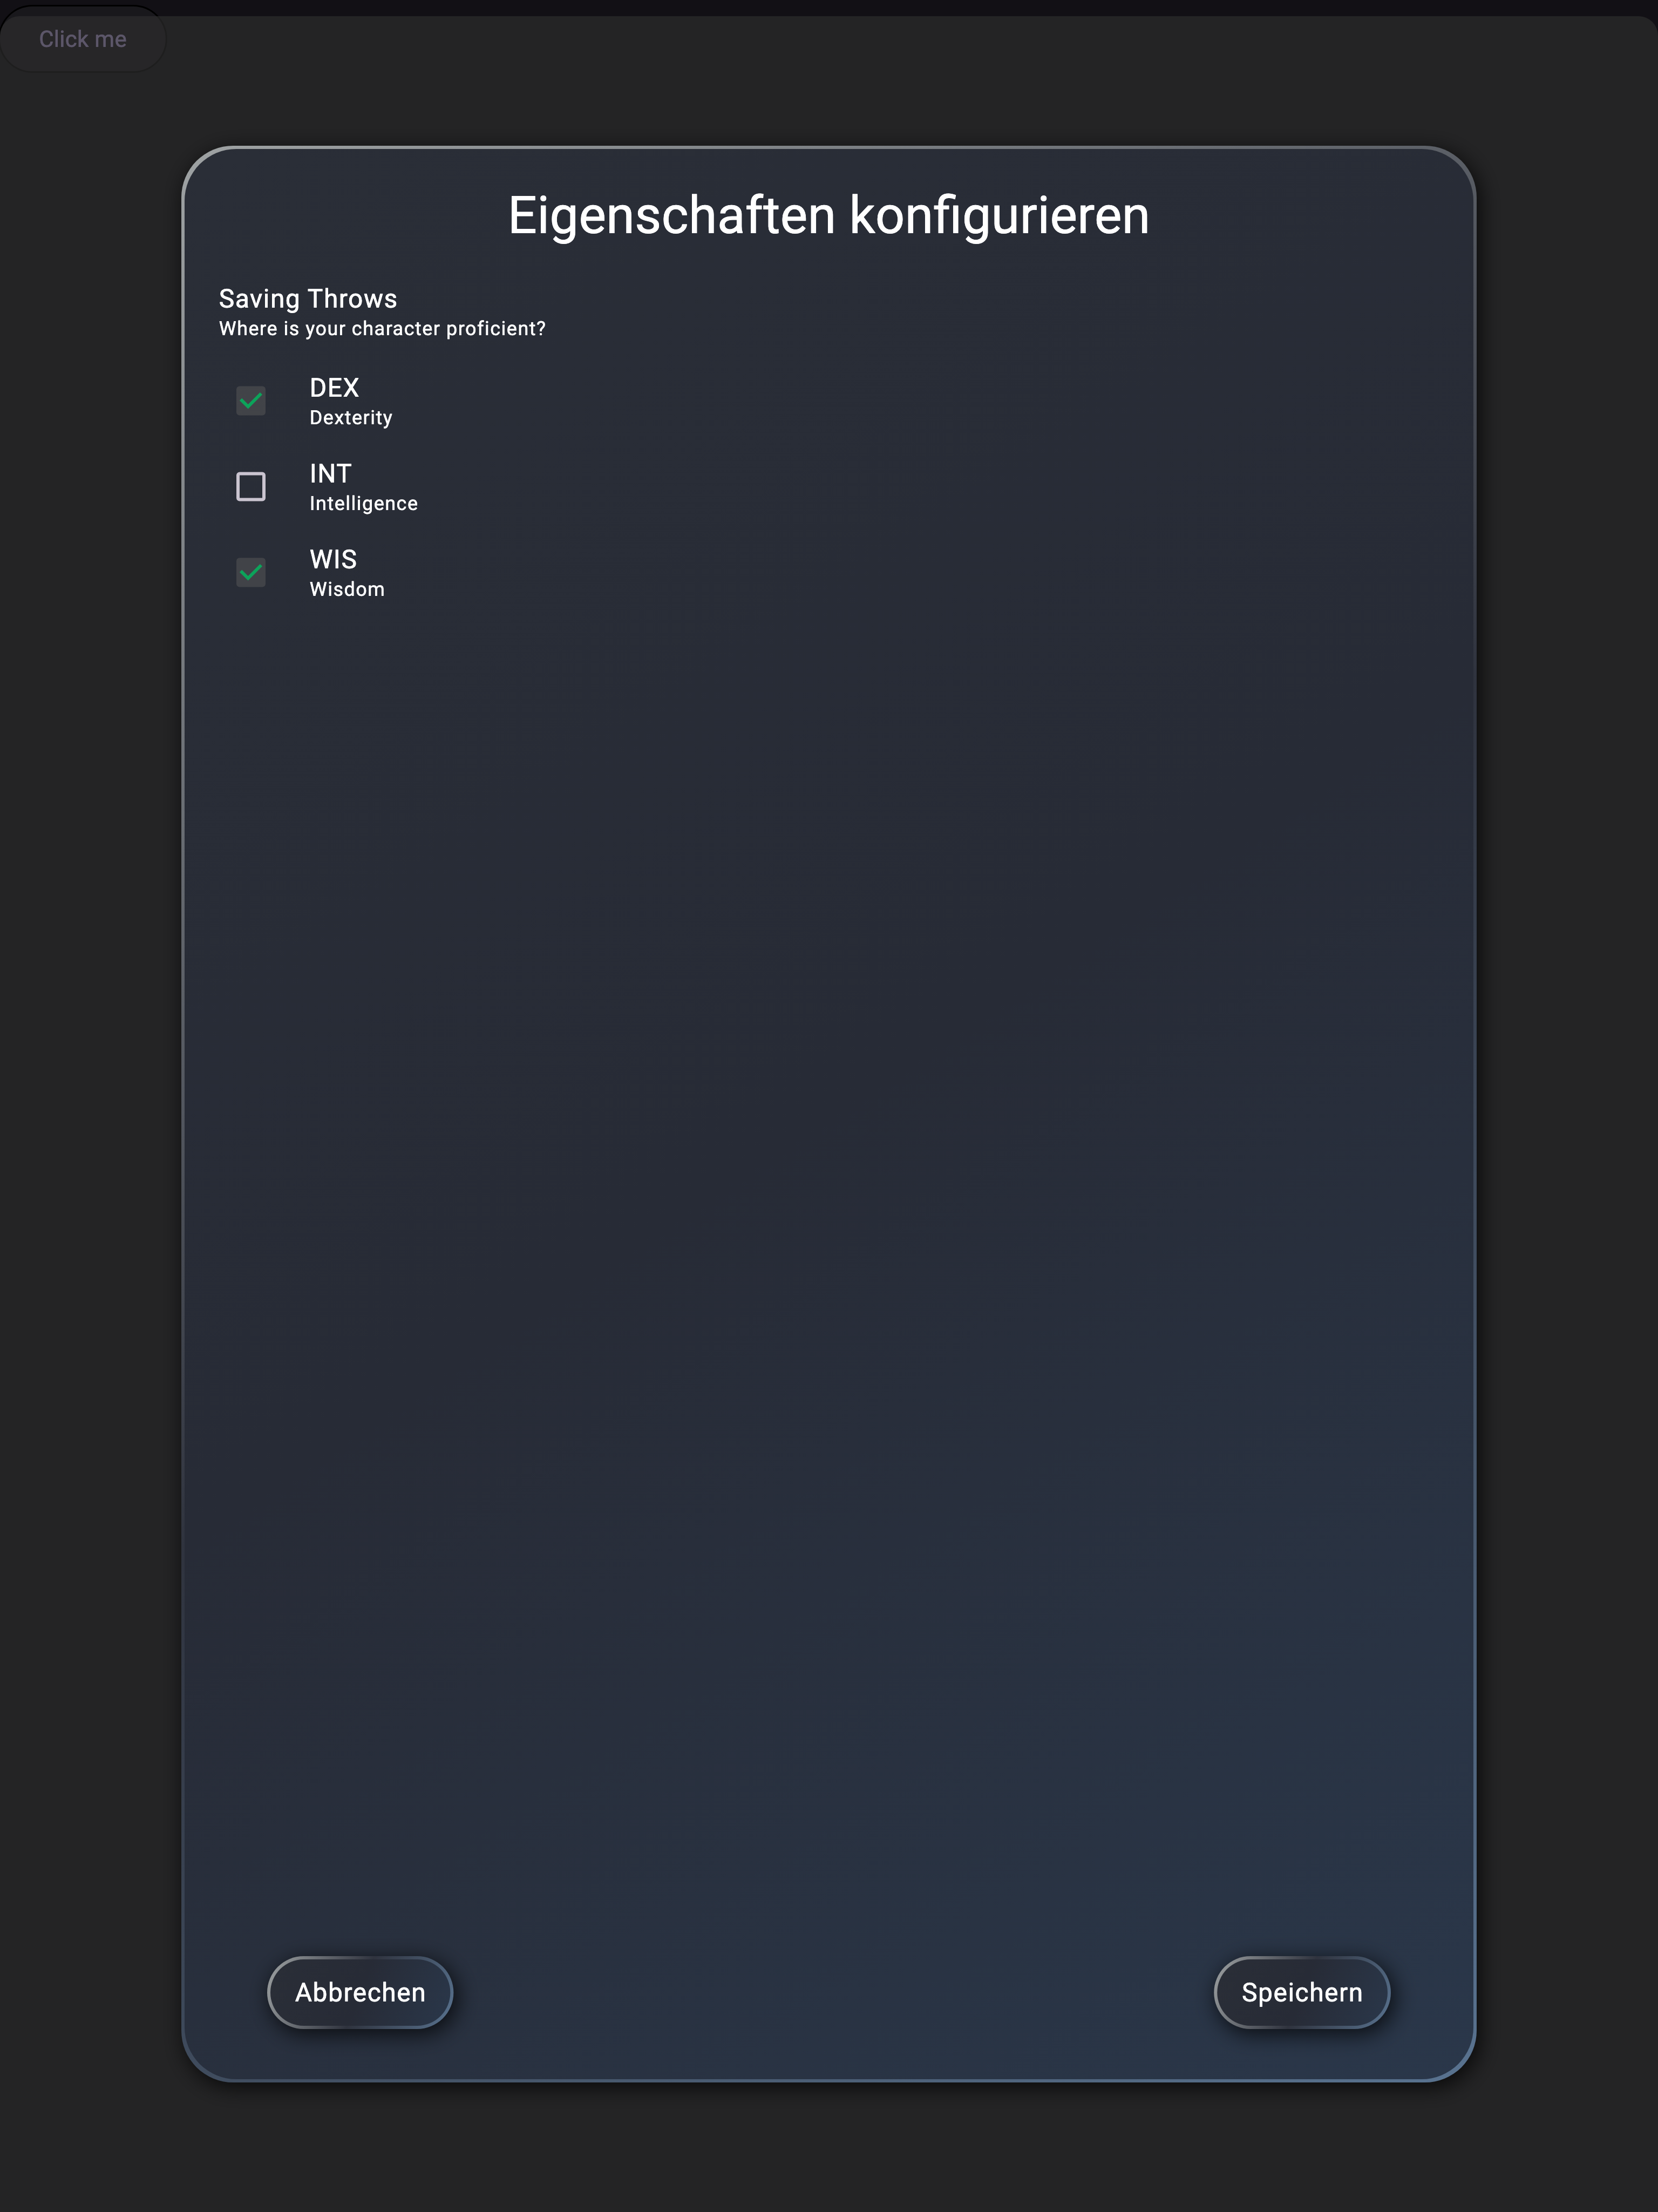 Click me
Eigenschaften konfigurieren
Saving Throws
Where is your character proficient?
DEX
Dexterity
INT
Intelligence
WIS
Wisdom
Abbrechen
Speichern